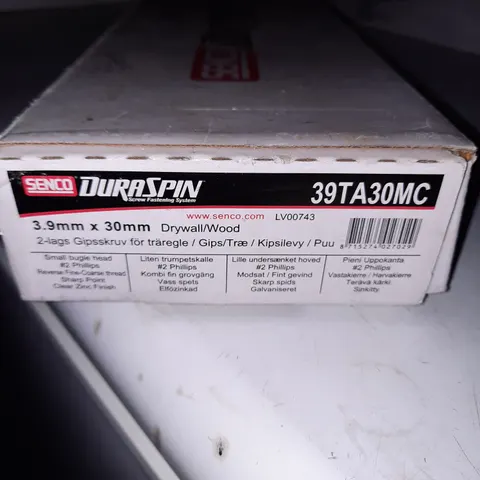 SENCO
SENCO DURASPIN 39TA30MC
Screw Fastening System
www.senco.com LV00743
3.9mm x 30mm Drywall/Wood
2-lags Gipsskruv för träregle / Gips/Træ / Kipsilevy / Puu
8715274027029
Small bugle head
#2 Phillips
Reverse Fine-Coarse thread
Sharp Point
Clear Zinc Finish
Liten trumpetskalle
#2 Phillips
Kombi fin grovgäng
Vass spets
Elförzinkad
Lille undersænket hoved
#2 Phillips
Modsat / Fint gevind
Skarp spids
Galvaniseret
Pieni Uppokanta
#2 Phillips
Vastakierre / Harvakierre
Terävä kärki
Sinkitty